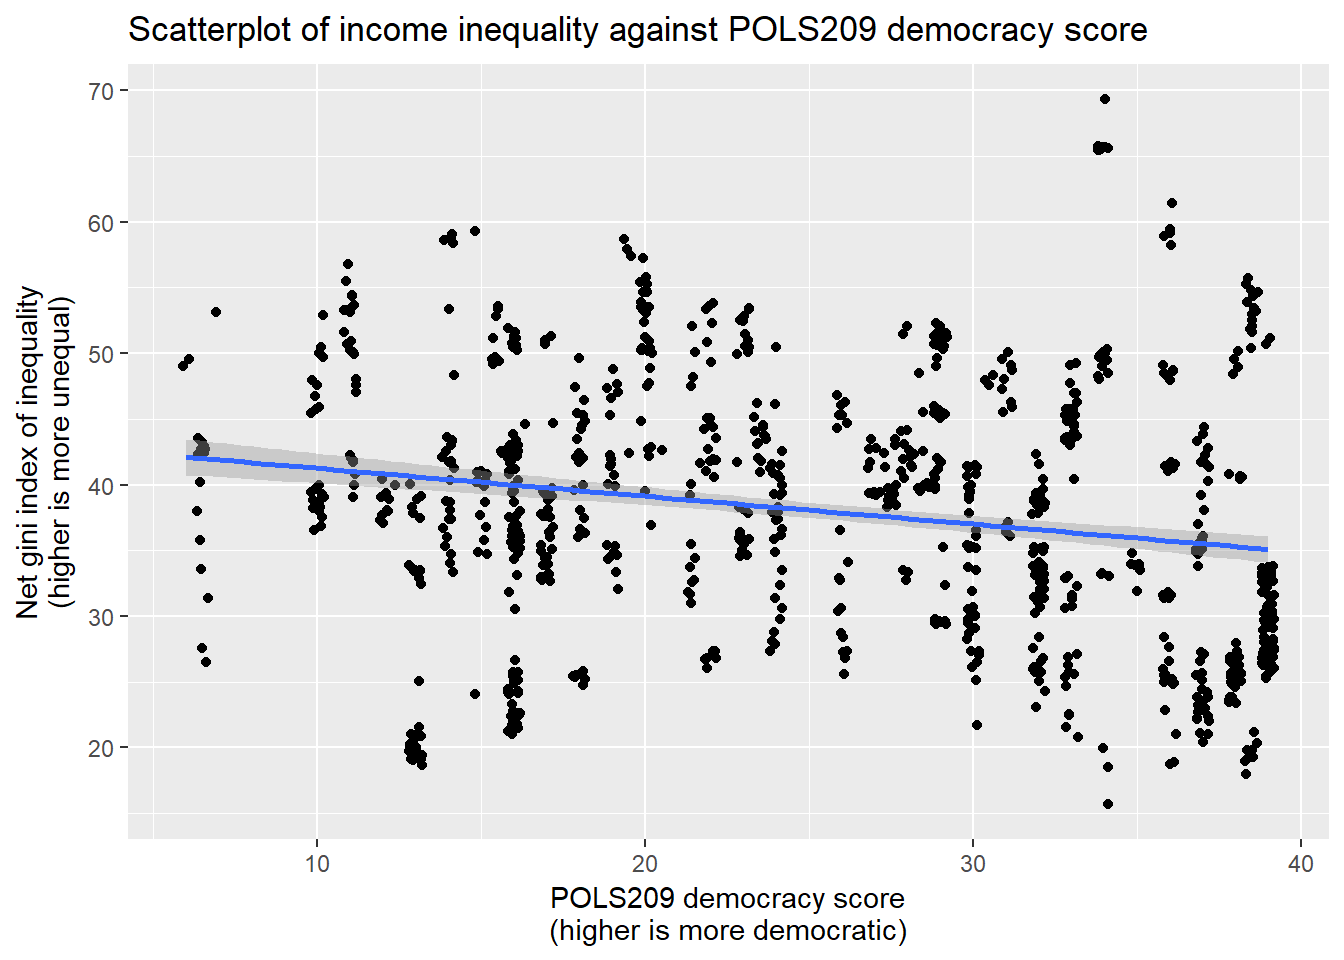 Scatterplot of income inequality against POLS209 democracy score
Net gini index of inequality
(higher is more unequal)
70
60
50
40
30
20
10
20
30
40
POLS209 democracy score
(higher is more democratic)